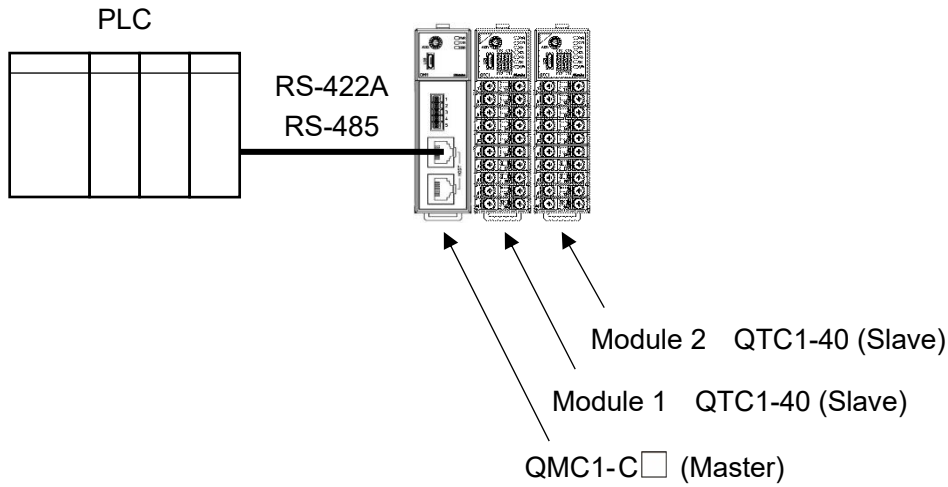 PLC
RS-422A
RS-485
Module 2 QTC1-40 (Slave)
Module 1 QTC1-40 (Slave)
QMC1-C□ (Master)